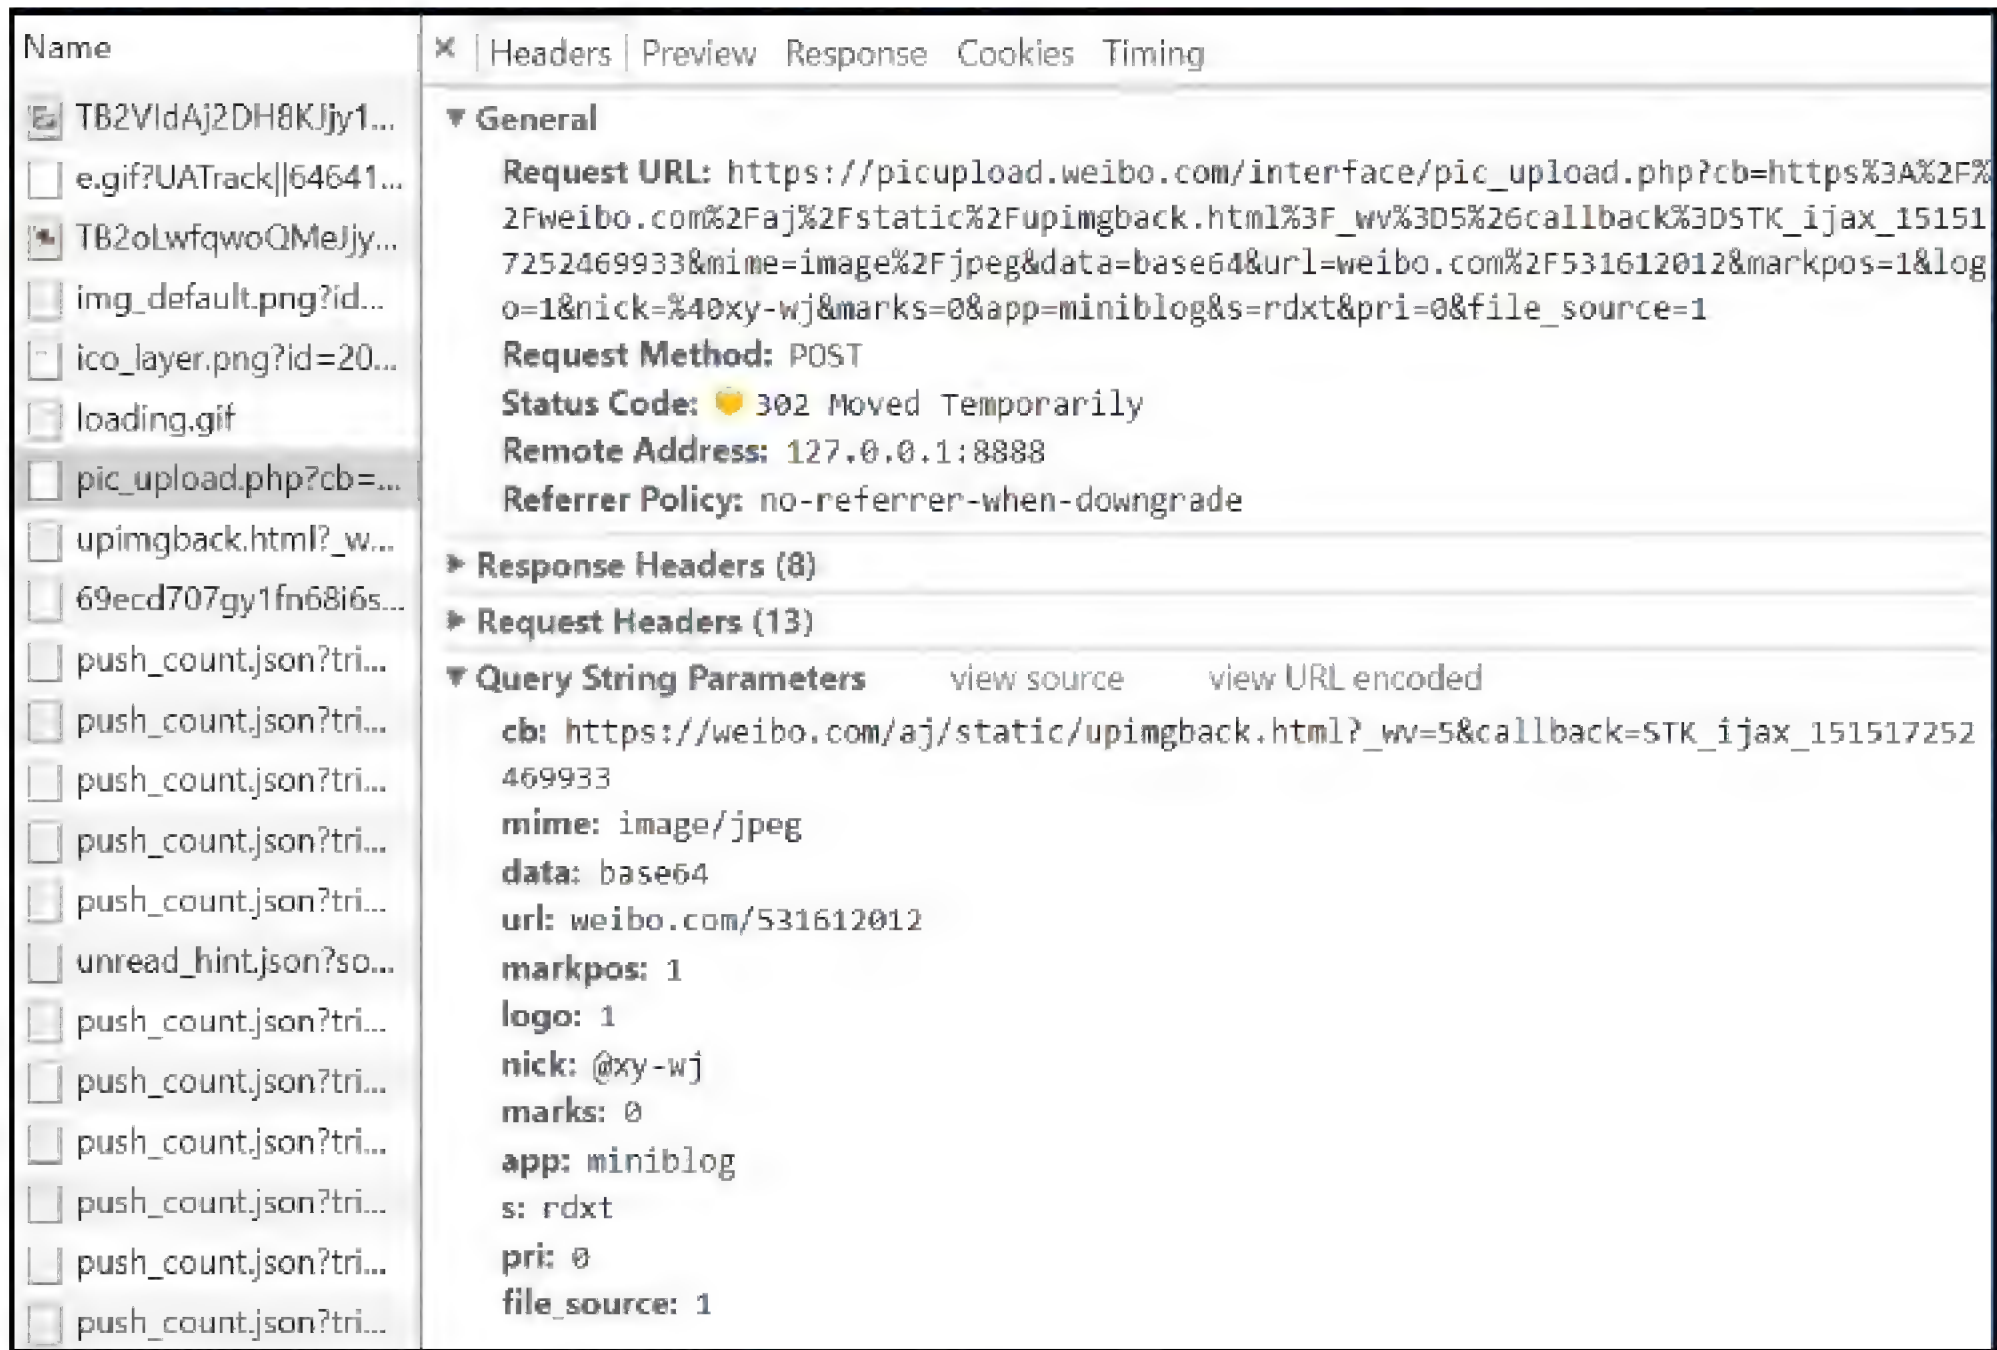 Name
TB2VIdAj2DH8KJjy1...
e.gif?UATrack||64641...
TB2oLwfqwoQMeJjy...
img_default.png?id...
ico_layer.png?id=20...
loading.gif
pic_upload.php?cb=...
upimgback.html?_w...
69ecd707gy1fn68i6s...
push_count.json?tri...
push_count.json?tri...
push_count.json?tri...
push_count.json?tri...
push_count.json?tri...
unread_hint.json?so...
push_count.json?tri...
push_count.json?tri...
push_count.json?tri...
push_count.json?tri...
push_count.json?tri...
push_count.json?tri...
× Headers Preview Response Cookies Timing
▼ General
Request URL: https://picupload.weibo.com/interface/pic_upload.php?cb=https%3A%2F%
2Fweibo.com%2Faj%2Fstatic%2Fupimgback.html%3F_wv%3D5%26callback%3DSTK_ijax_15151
7252469933&mime=image%2Fjpeg&data=base64&url=weibo.com%2F531612012&markpos=1&log
o=1&nick=%40xy-wj&marks=0&app=miniblog&s=rdxt&pri=0&file_source=1
Request Method: POST
Status Code: 302 Moved Temporarily
Remote Address: 127.0.0.1:8888
Referrer Policy: no-referrer-when-downgrade
► Response Headers (8)
► Request Headers (13)
▼ Query String Parameters view source view URL encoded
cb: https://weibo.com/aj/static/upimgback.html?_wv=5&callback=STK_ijax_151517252
469933
mime: image/jpeg
data: base64
url: weibo.com/531612012
markpos: 1
logo: 1
nick: @xy-wj
marks: 0
app: miniblog
s: rdxt
pri: 0
file_source: 1